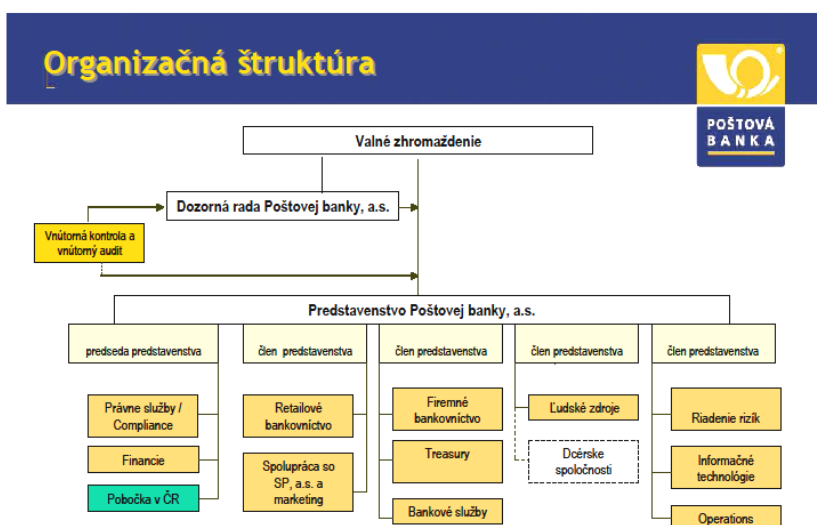 Organizačná štruktúra
POŠTOVÁ
BANKA
Valné zhromaždenie
Dozorná rada Poštovej banky, a.s.
Vnútorná kontrola a
vnútorný audit
Predstavenstvo Poštovej banky, a.s.
predseda predstavenstva
člen predstavenstva
člen predstavenstva
člen predstavenstva
člen predstavenstva
Právne služby /
Compliance
Financie
Pobočka v ČR
Retailové
bankovníctvo
Spolupráca so
SP, a.s. a
marketing
Firemné
bankovníctvo
Treasury
Bankové služby
Ľudské zdroje
Dcérske
spoločnosti
Riadenie rizík
Informačné
technológie
Operations